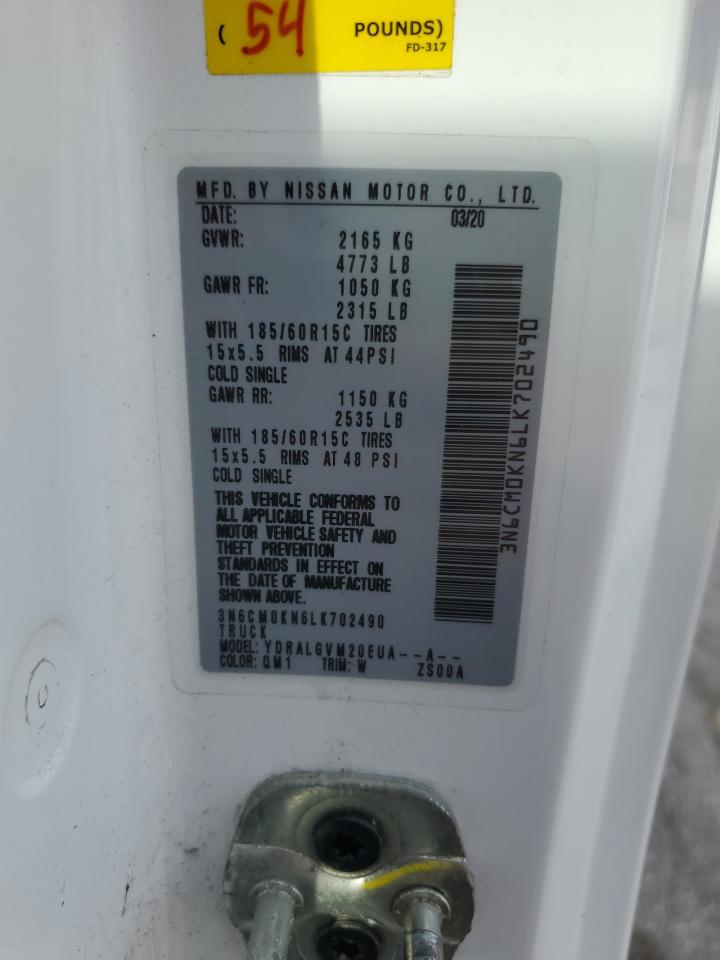 ( 54 POUNDS)
FD-317
MFD. BY NISSAN MOTOR CO., LTD.
DATE: 03/20
GVWR: 2165 KG
4773 LB
GAWR FR: 1050 KG
2315 LB
WITH 185/60R15C TIRES
15x5.5 RIMS AT 44PSI
COLD SINGLE
GAWR RR: 1150 KG
2535 LB
WITH 185/60R15C TIRES
15x5.5 RIMS AT 48 PSI
COLD SINGLE
THIS VEHICLE CONFORMS TO
ALL APPLICABLE FEDERAL
MOTOR VEHICLE SAFETY AND
THEFT PREVENTION
STANDARDS IN EFFECT ON
THE DATE OF MANUFACTURE
SHOWN ABOVE.
3N6CM0KN6LK702490
TRUCK
MODEL: YDRALGVM20EUA--A--
COLOR: QM1 TRIM: W ZS00A
3N6CM0KN6LK702490